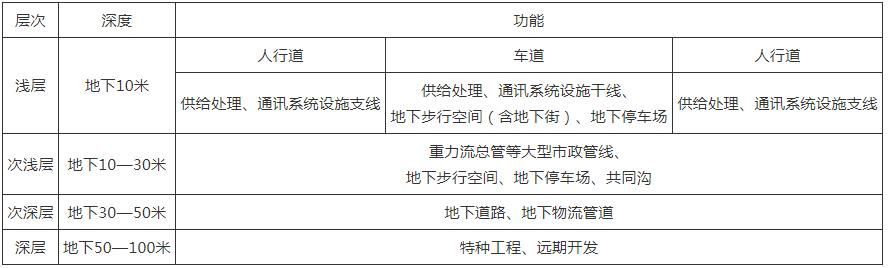 层次 深度 功能
人行道 车道 人行道
浅层 地下10米
供给处理、通讯系统设施支线 供给处理、通讯系统设施干线、 供给处理、通讯系统设施支线
地下步行空间（含地下街）、地下停车场
重力流总管等大型市政管线、
次浅层 地下10—30米
地下步行空间、地下停车场、共同沟
次深层 地下30—50米 地下道路、地下物流管道
深层 地下50—100米 特种工程、远期开发